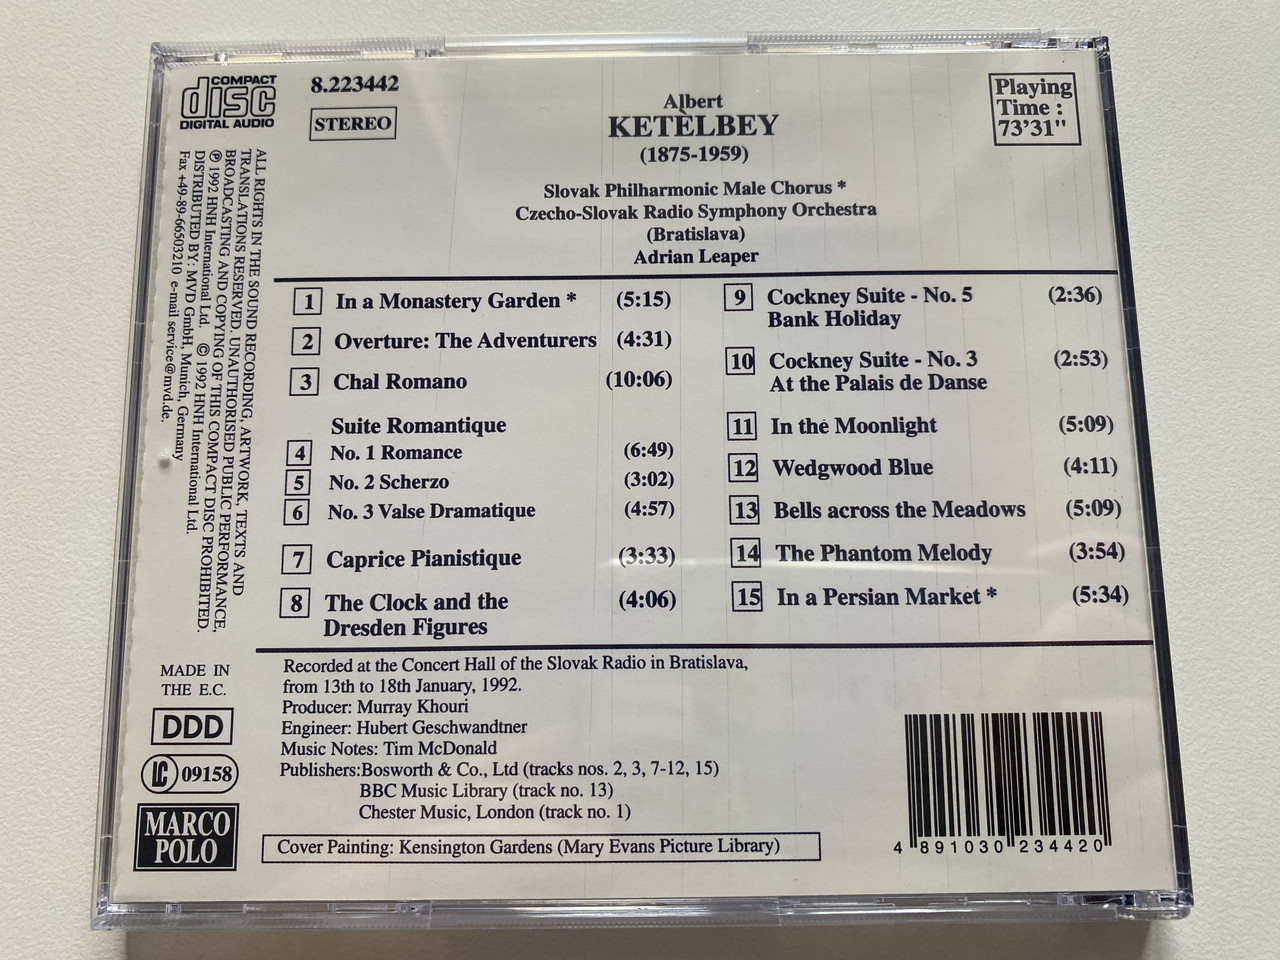 COMPACT
disc
DIGITAL AUDIO
8.223442
STEREO
Albert
KETÈLBEY
(1875-1959)
Playing
Time :
73'31"
Slovak Philharmonic Male Chorus *
Czecho-Slovak Radio Symphony Orchestra
(Bratislava)
Adrian Leaper
ALL RIGHTS IN THE SOUND RECORDING, ARTWORK, TEXTS AND
TRANSLATIONS RESERVED. UNAUTHORISED PUBLIC PERFORMANCE,
BROADCASTING AND COPYING OF THIS COMPACT DISC PROHIBITED.
℗ 1992 HNH International Ltd. © 1992 HNH International Ltd.
DISTRIBUTED BY: MVD GmbH, Munich, Germany
Fax +49-89-66503210 e-mail service@mvd.de.
1 In a Monastery Garden * (5:15)
2 Overture: The Adventurers (4:31)
3 Chal Romano (10:06)
Suite Romantique
4 No. 1 Romance (6:49)
5 No. 2 Scherzo (3:02)
6 No. 3 Valse Dramatique (4:57)
7 Caprice Pianistique (3:33)
8 The Clock and the (4:06)
Dresden Figures
9 Cockney Suite - No. 5 (2:36)
Bank Holiday
10 Cockney Suite - No. 3 (2:53)
At the Palais de Danse
11 In the Moonlight (5:09)
12 Wedgwood Blue (4:11)
13 Bells across the Meadows (5:09)
14 The Phantom Melody (3:54)
15 In a Persian Market * (5:34)
MADE IN
THE E.C.
DDD
LC 09158
MARCO
POLO
Recorded at the Concert Hall of the Slovak Radio in Bratislava,
from 13th to 18th January, 1992.
Producer: Murray Khouri
Engineer: Hubert Geschwandtner
Music Notes: Tim McDonald
Publishers:Bosworth & Co., Ltd (tracks nos. 2, 3, 7-12, 15)
BBC Music Library (track no. 13)
Chester Music, London (track no. 1)
Cover Painting: Kensington Gardens (Mary Evans Picture Library)
4 891030 234420